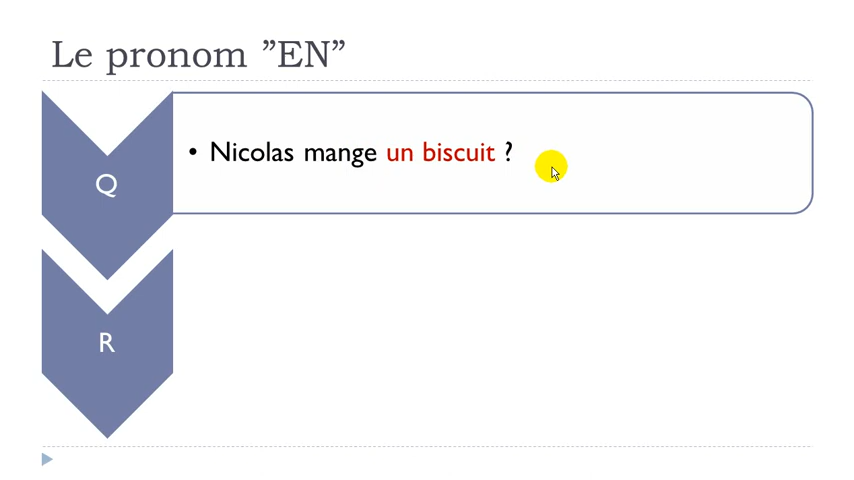 Le pronom ”EN”
Q
• Nicolas mange un biscuit ?
R